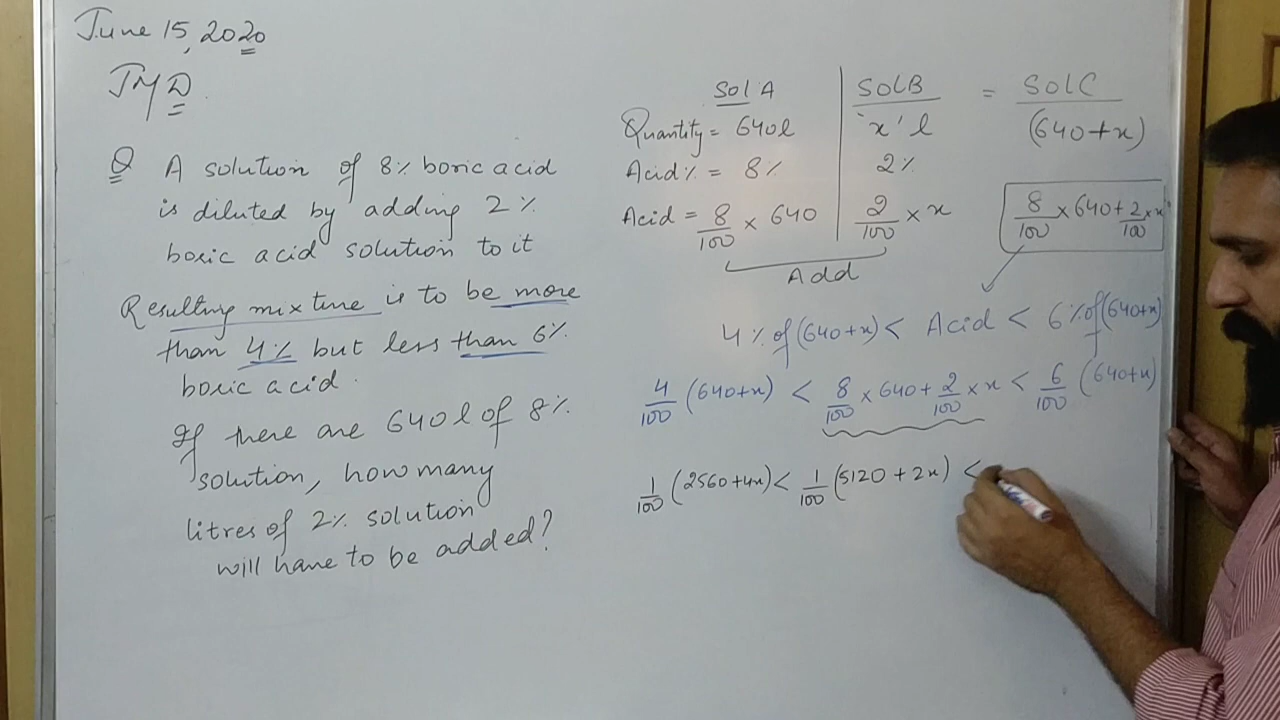 June 15, 2020
JMD
Q A solution of 8% boric acid
is diluted by adding 2%
boric acid solution to it
Resulting mixture is to be more
than 4% but less than 6%
boric acid.
If there are 640 l of 8%
solution, how many
litres of 2% solution
will have to be added?
Sol A | Sol B = Sol C
Quantity = 640l | 'x' l (640+x)
Acid% = 8% | 2%
Acid = 8/100 × 640 | 2/100 × x 8/100 × 640 + 2/100 × x
Add
4% of (640+x) < Acid < 6% of (640+x)
4/100 (640+x) < 8/100 × 640 + 2/100 × x < 6/100 (640+x)
1/100 (2560+4x) < 1/100 (5120 + 2x) <